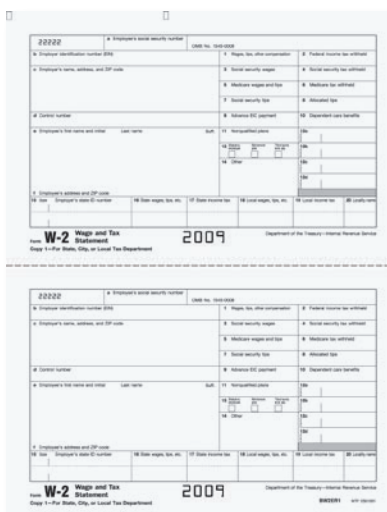 22222
a Employee's social security number
OMB No. 1545-0008
b Employer identification number (EIN)
1 Wages, tips, other compensation
2 Federal income tax withheld
c Employer's name, address, and ZIP code
3 Social security wages
4 Social security tax withheld
5 Medicare wages and tips
6 Medicare tax withheld
7 Social security tips
8 Allocated tips
d Control number
9 Advance EIC payment
10 Dependent care benefits
e Employee's first name and initial
Last name
Suff.
11 Nonqualified plans
12a
13
12b
14 Other
12c
12d
f Employee's address and ZIP code
15 State Employer's state ID number
16 State wages, tips, etc.
17 State income tax
18 Local wages, tips, etc.
19 Local income tax
20 Locality name
Form W-2 Wage and Tax Statement
2009
Department of the Treasury—Internal Revenue Service
Copy 1—For State, City, or Local Tax Department
22222
a Employee's social security number
OMB No. 1545-0008
b Employer identification number (EIN)
1 Wages, tips, other compensation
2 Federal income tax withheld
c Employer's name, address, and ZIP code
3 Social security wages
4 Social security tax withheld
5 Medicare wages and tips
6 Medicare tax withheld
7 Social security tips
8 Allocated tips
d Control number
9 Advance EIC payment
10 Dependent care benefits
e Employee's first name and initial
Last name
Suff.
11 Nonqualified plans
12a
13
12b
14 Other
12c
12d
f Employee's address and ZIP code
15 State Employer's state ID number
16 State wages, tips, etc.
17 State income tax
18 Local wages, tips, etc.
19 Local income tax
20 Locality name
Form W-2 Wage and Tax Statement
2009
Department of the Treasury—Internal Revenue Service
Copy 1—For State, City, or Local Tax Department
BW2ER1